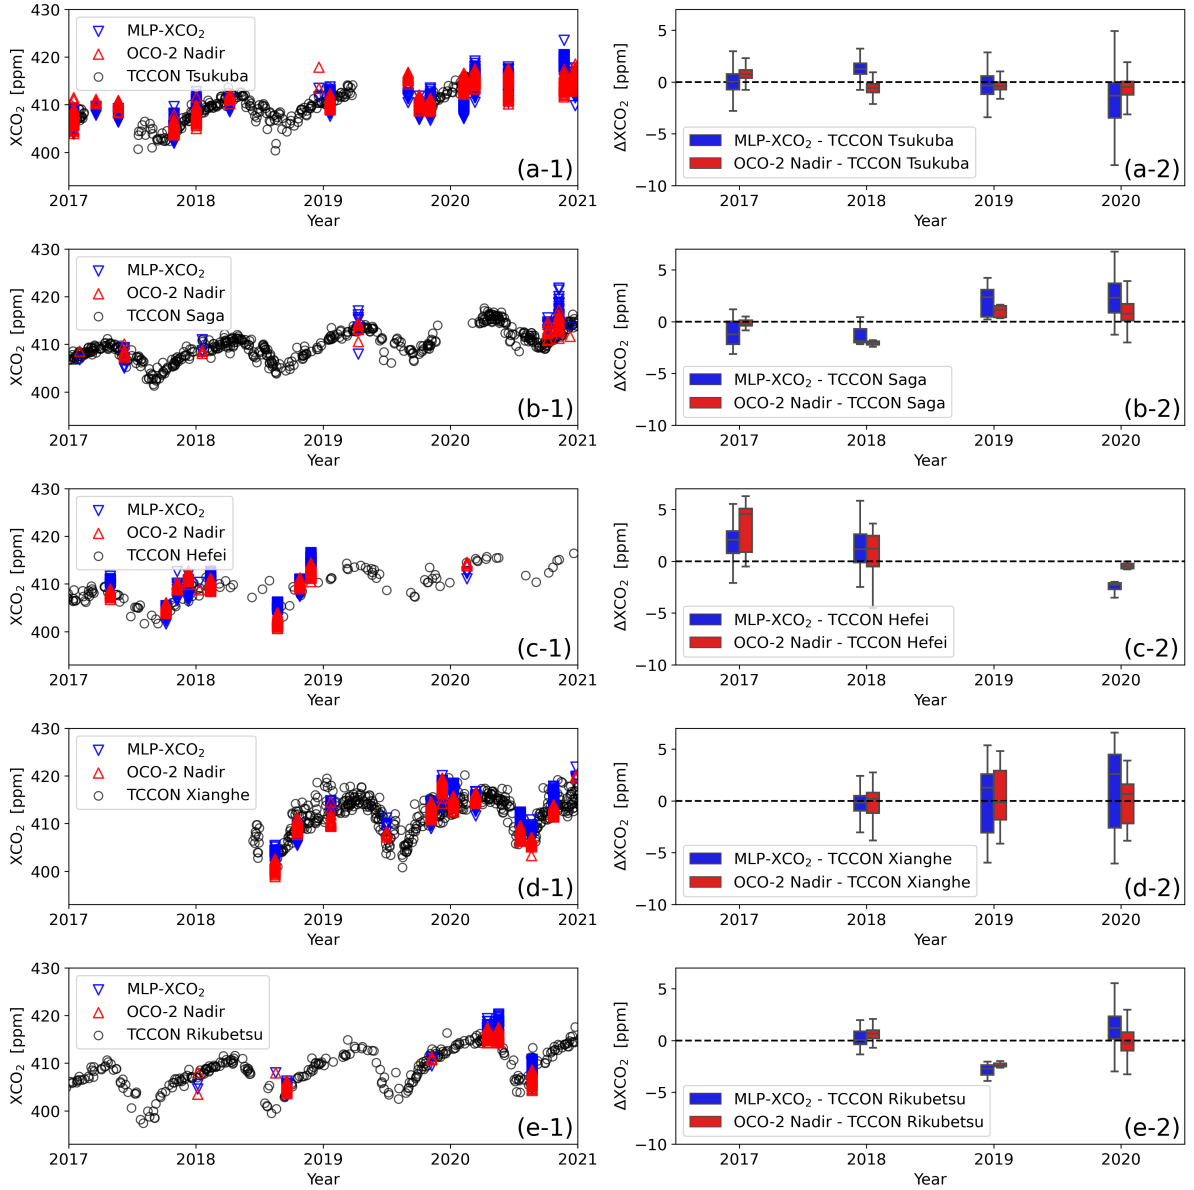 430
420
410
400
XCO₂ [ppm]
MLP-XCO₂
OCO-2 Nadir
TCCON Tsukuba
(a-1)
2017 2018 2019 2020 2021
Year
5
0
−5
−10
ΔXCO₂ [ppm]
MLP-XCO₂ - TCCON Tsukuba
OCO-2 Nadir - TCCON Tsukuba
(a-2)
2017 2018 2019 2020
Year
430
420
410
400
XCO₂ [ppm]
MLP-XCO₂
OCO-2 Nadir
TCCON Saga
(b-1)
2017 2018 2019 2020 2021
Year
5
0
−5
−10
ΔXCO₂ [ppm]
MLP-XCO₂ - TCCON Saga
OCO-2 Nadir - TCCON Saga
(b-2)
2017 2018 2019 2020
Year
430
420
410
400
XCO₂ [ppm]
MLP-XCO₂
OCO-2 Nadir
TCCON Hefei
(c-1)
2017 2018 2019 2020 2021
Year
5
0
−5
−10
ΔXCO₂ [ppm]
MLP-XCO₂ - TCCON Hefei
OCO-2 Nadir - TCCON Hefei
(c-2)
2017 2018 2019 2020
Year
430
420
410
400
XCO₂ [ppm]
MLP-XCO₂
OCO-2 Nadir
TCCON Xianghe
(d-1)
2017 2018 2019 2020 2021
Year
5
0
−5
−10
ΔXCO₂ [ppm]
MLP-XCO₂ - TCCON Xianghe
OCO-2 Nadir - TCCON Xianghe
(d-2)
2017 2018 2019 2020
Year
430
420
410
400
XCO₂ [ppm]
MLP-XCO₂
OCO-2 Nadir
TCCON Rikubetsu
(e-1)
2017 2018 2019 2020 2021
Year
5
0
−5
−10
ΔXCO₂ [ppm]
MLP-XCO₂ - TCCON Rikubetsu
OCO-2 Nadir - TCCON Rikubetsu
(e-2)
2017 2018 2019 2020
Year